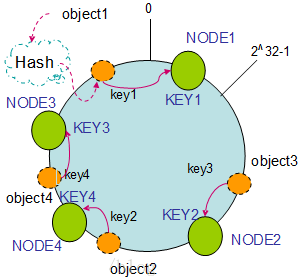 object1
0
Hash
NODE1
2^32-1
NODE3
key1
KEY1
KEY3
key4
key3
object3
object4
KEY4
key2
KEY2
NODE4
NODE2
object2